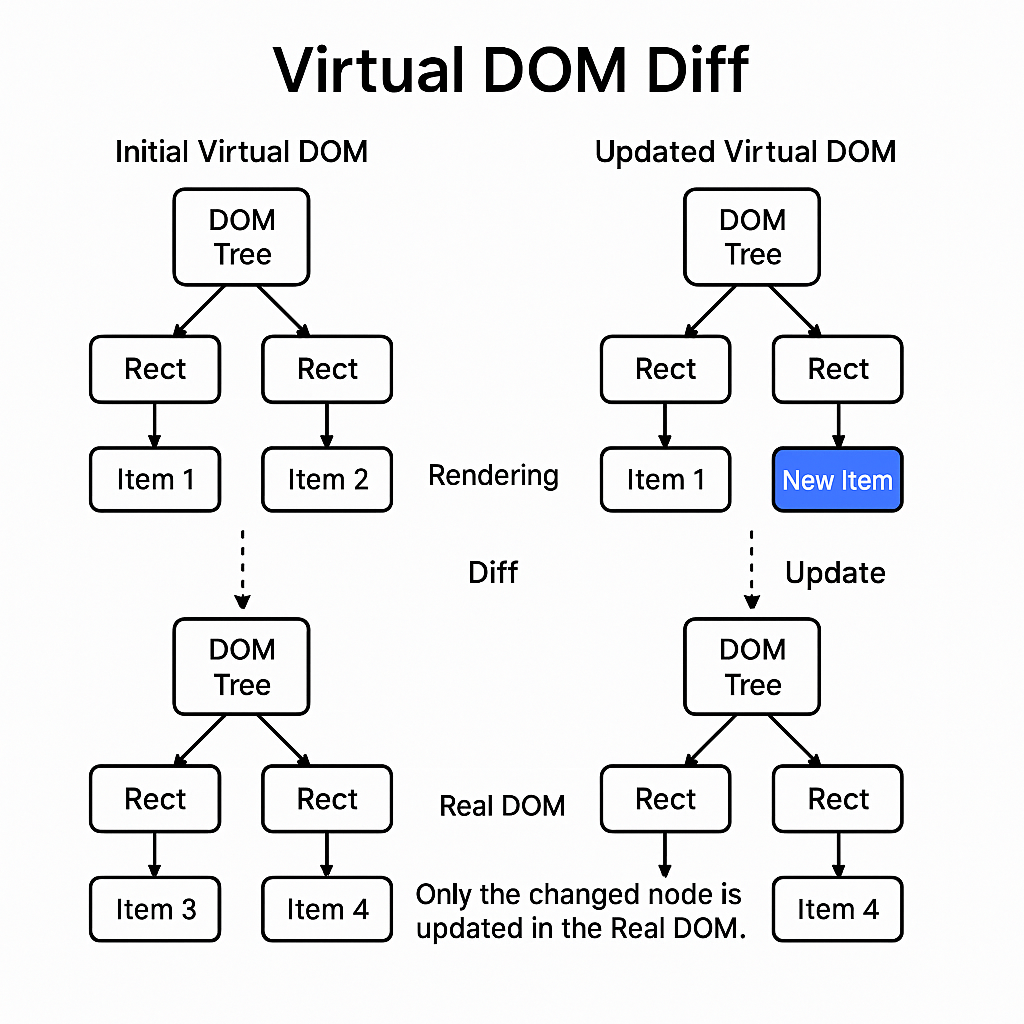 Virtual DOM Diff
Initial Virtual DOM
Updated Virtual DOM
DOM
Tree
DOM
Tree
Rect
Rect
Rect
Rect
Item 1
Item 2
Rendering
Item 1
New Item
Diff
Update
DOM
Tree
DOM
Tree
Rect
Rect
Real DOM
Rect
Rect
Item 3
Item 4
Only the changed node is
updated in the Real DOM.
Item 4